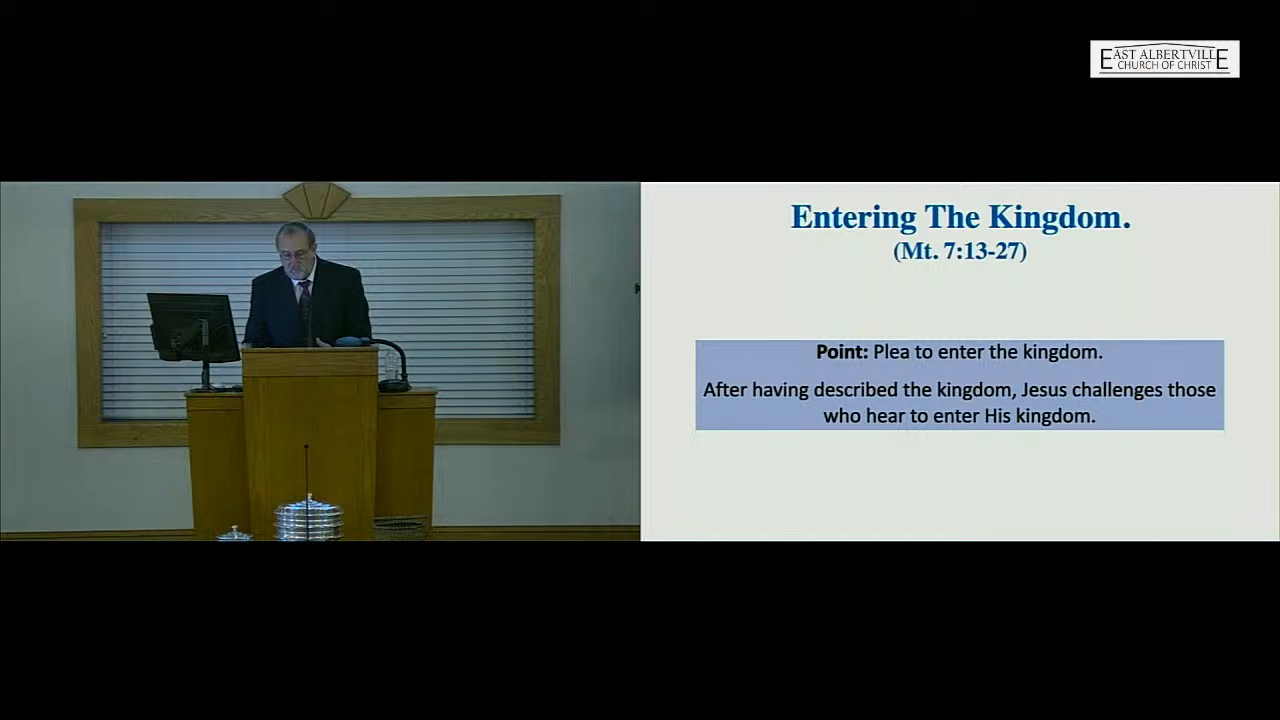 EAST ALBERTVILLE
CHURCH OF CHRIST
Entering The Kingdom.
(Mt. 7:13-27)
Point: Plea to enter the kingdom.
After having described the kingdom, Jesus challenges those
who hear to enter His kingdom.